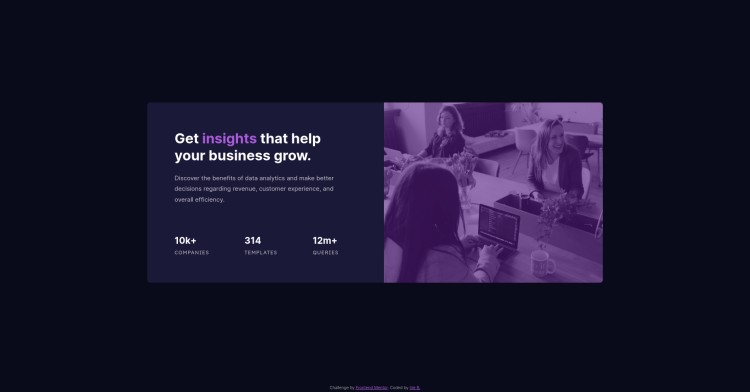 Get insights that help
your business grow.
Discover the benefits of data analytics and make better
decisions regarding revenue, customer experience, and
overall efficiency.
10k+ 314 12m+
COMPANIES TEMPLATES QUERIES
Challenge by Frontend Mentor. Coded by